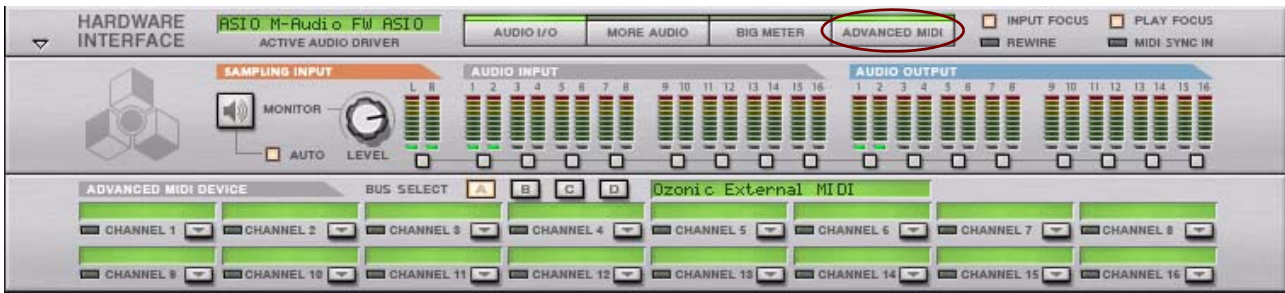 HARDWARE INTERFACE
ASIO M-Audio FW ASIO
ACTIVE AUDIO DRIVER
AUDIO I/O
MORE AUDIO
BIG METER
ADVANCED MIDI
INPUT FOCUS
PLAY FOCUS
REWIRE
MIDI SYNC IN
SAMPLING INPUT
AUDIO INPUT
AUDIO OUTPUT
L R
1 2 3 4 5 6 7 8 9 10 11 12 13 14 15 16
1 2 3 4 5 6 7 8 9 10 11 12 13 14 15 16
MONITOR
AUTO
LEVEL
ADVANCED MIDI DEVICE
BUS SELECT
A B C D
Ozonic External MIDI
CHANNEL 1 CHANNEL 2 CHANNEL 3 CHANNEL 4 CHANNEL 5 CHANNEL 6 CHANNEL 7 CHANNEL 8
CHANNEL 9 CHANNEL 10 CHANNEL 11 CHANNEL 12 CHANNEL 13 CHANNEL 14 CHANNEL 15 CHANNEL 16